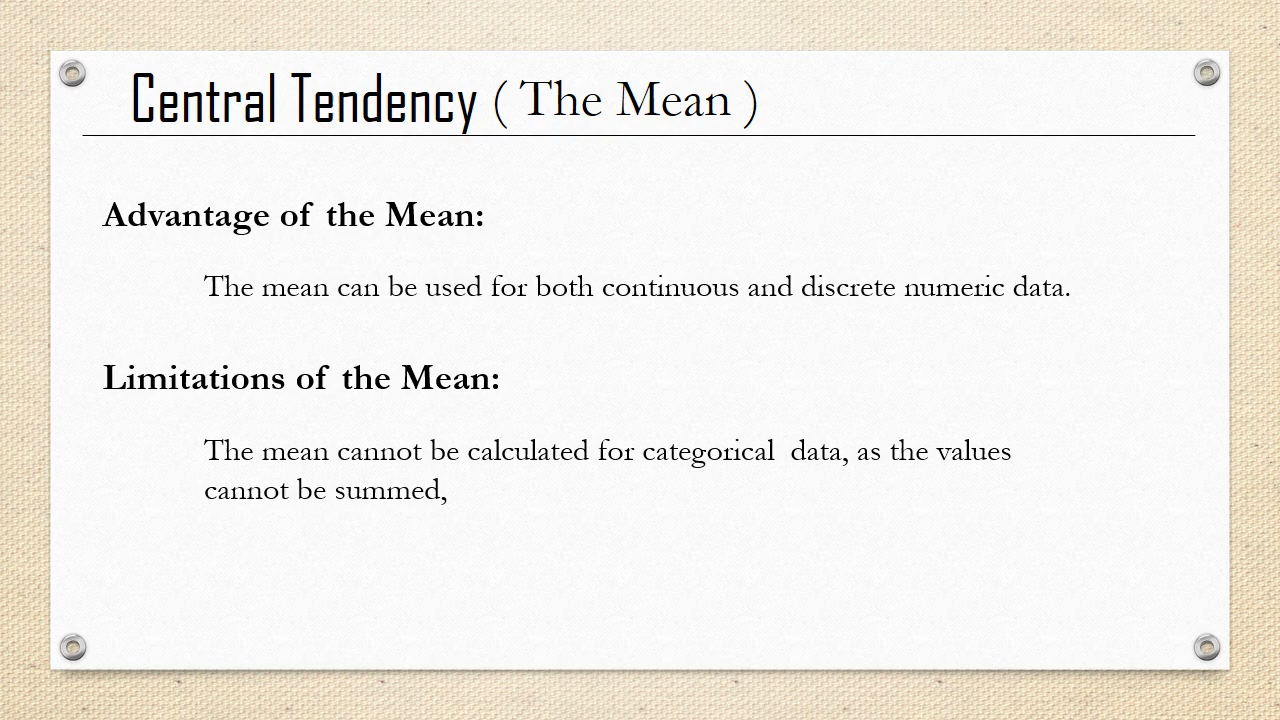 Central Tendency ( The Mean )
Advantage of the Mean:
The mean can be used for both continuous and discrete numeric data.
Limitations of the Mean:
The mean cannot be calculated for categorical  data, as the values
cannot be summed,